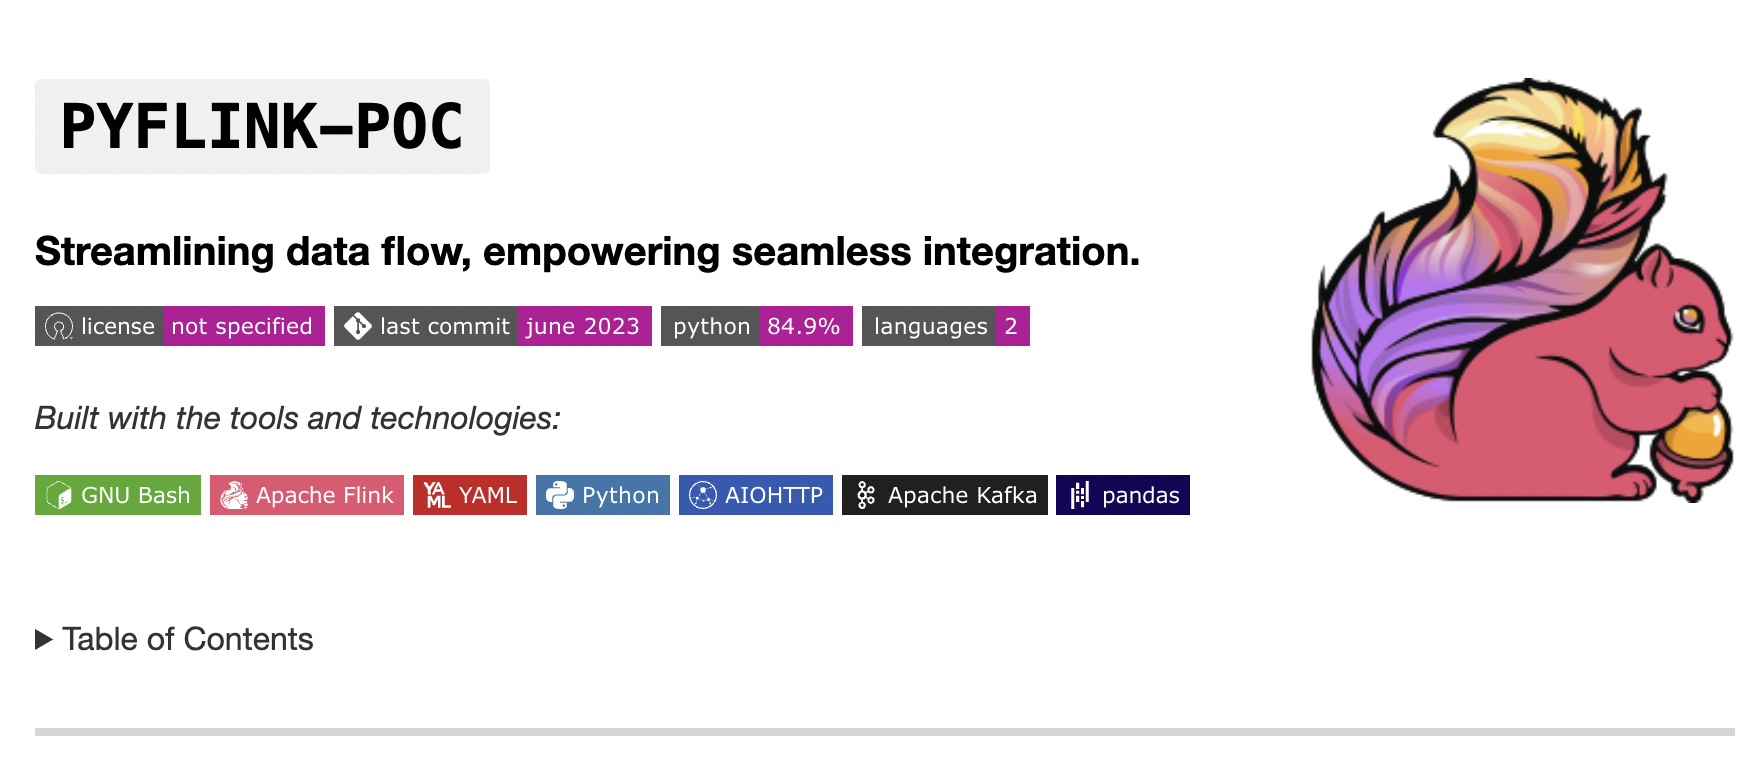 PYFLINK-POC
Streamlining data flow, empowering seamless integration.
license not specified last commit june 2023 python 84.9% languages 2
Built with the tools and technologies:
GNU Bash Apache Flink YAML YAML Python AIOHTTP Apache Kafka pandas
Table of Contents